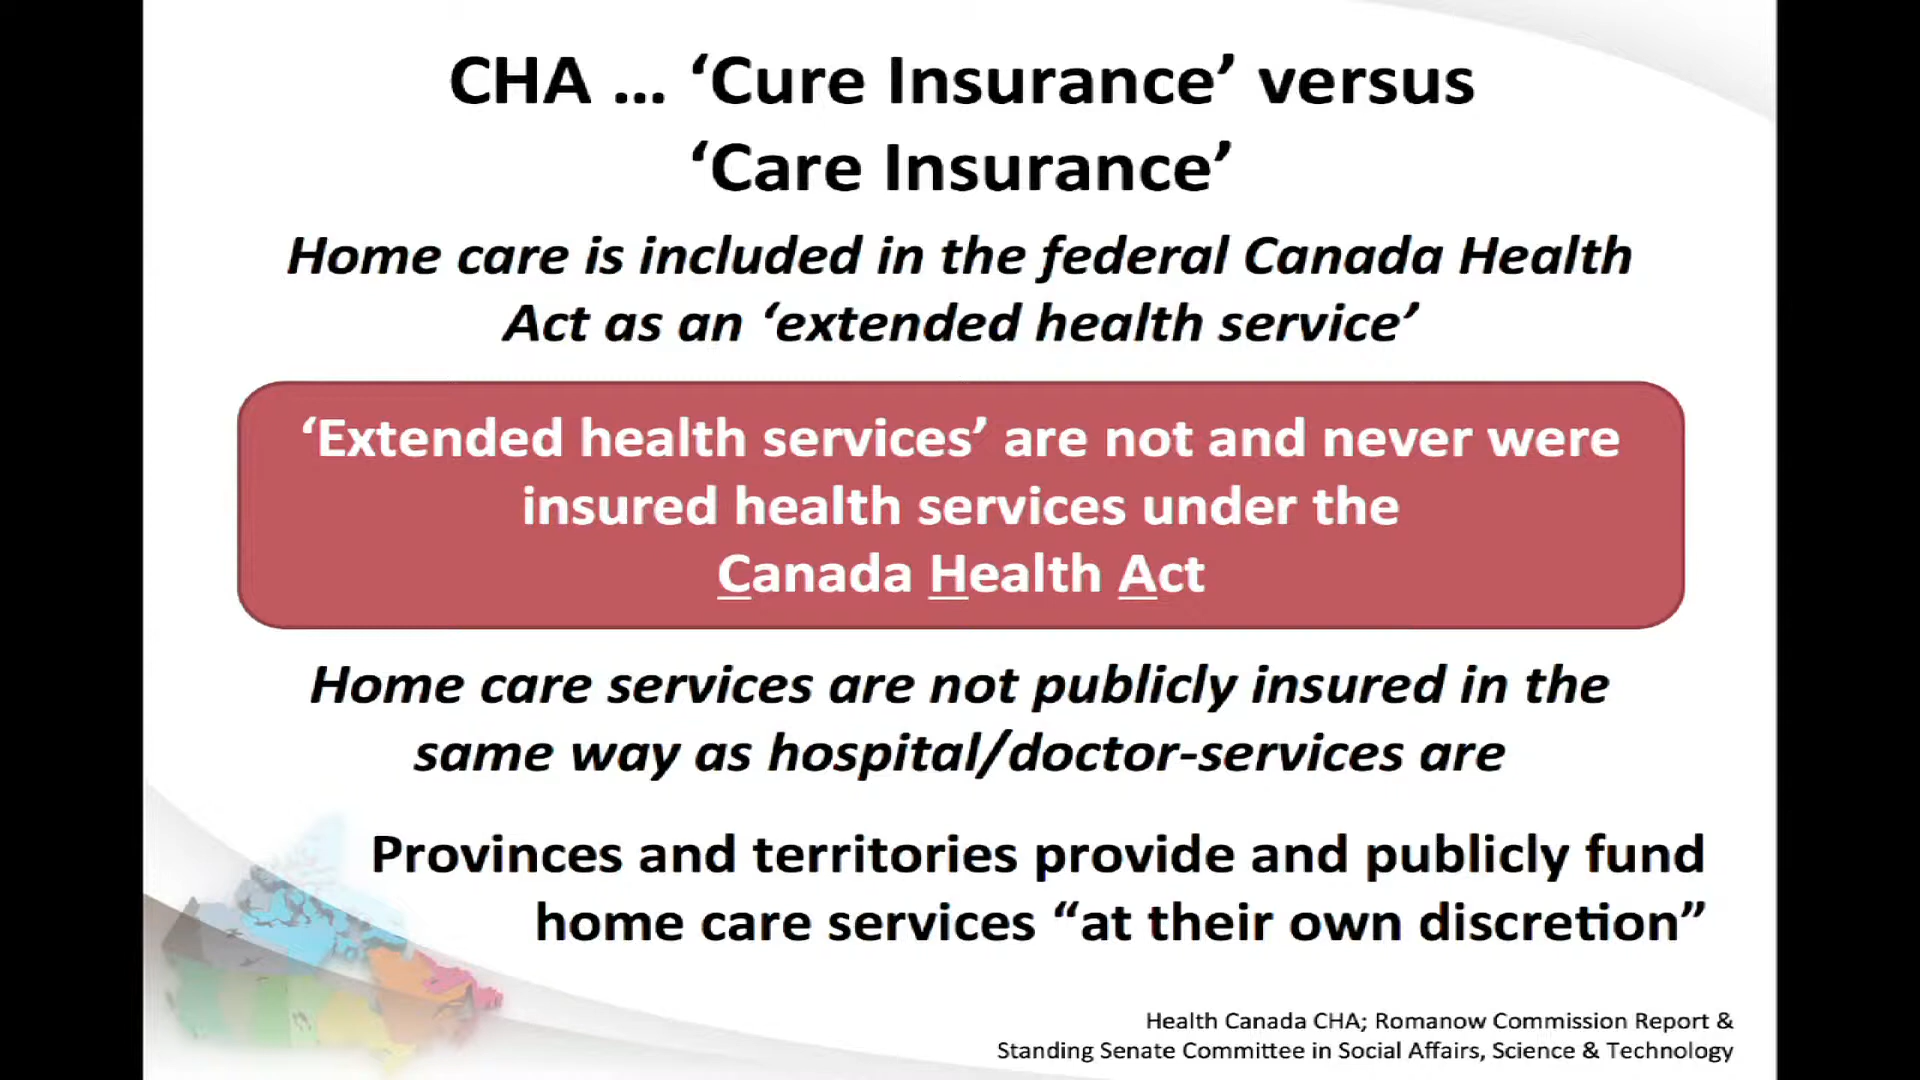 CHA ... ‘Cure Insurance’ versus
‘Care Insurance’
Home care is included in the federal Canada Health
Act as an ‘extended health service’
‘Extended health services’ are not and never were
insured health services under the
Canada Health Act
Home care services are not publicly insured in the
same way as hospital/doctor-services are
Provinces and territories provide and publicly fund
home care services “at their own discretion”
Health Canada CHA; Romanow Commission Report &
Standing Senate Committee in Social Affairs, Science & Technology